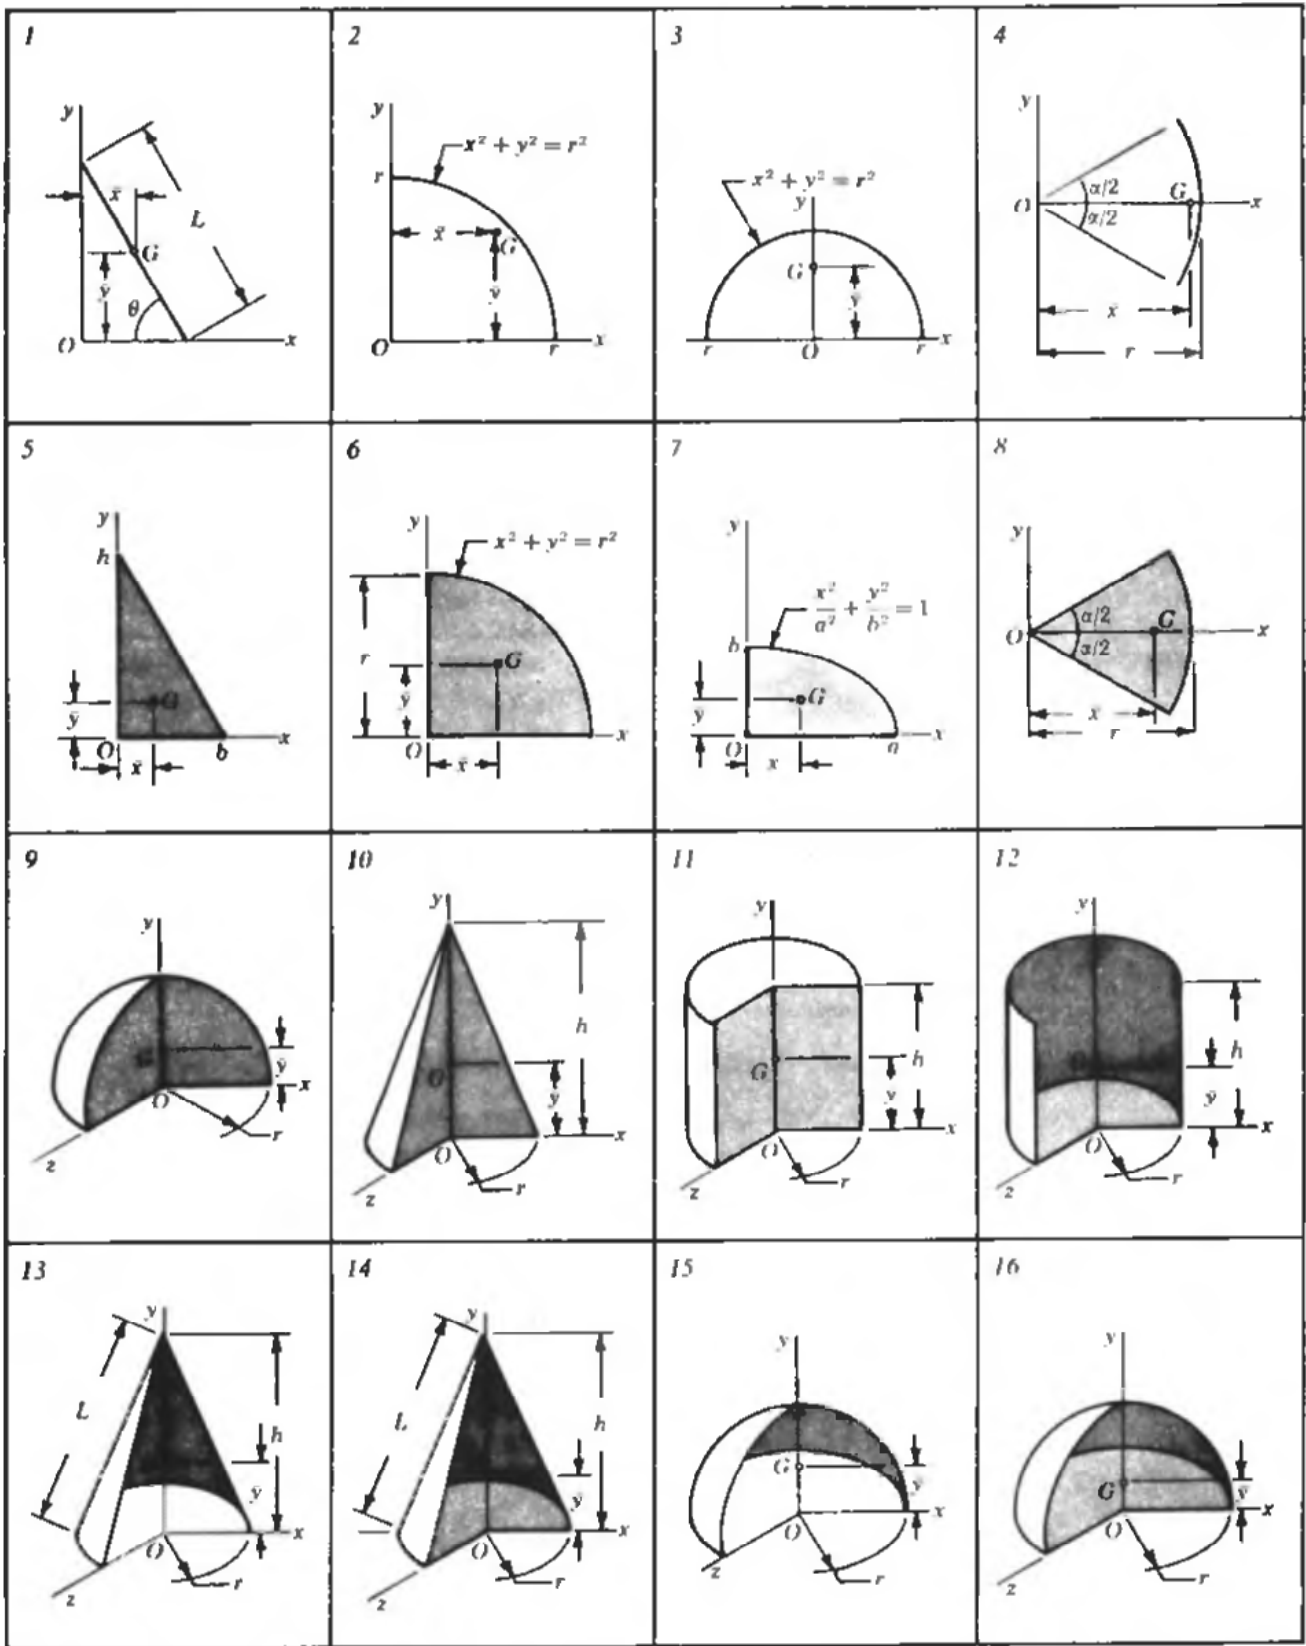 1
y
x̄
L
G
ȳ
θ
O
x
2
y
x² + y² = r²
r
x̄
G
ȳ
O
r
x
3
x² + y² = r²
y
G
ȳ
r
O
r
x
4
y
α/2
G
O
x
α/2
x̄
r
5
y
h
G
ȳ
O
b
x
x̄
6
y
x² + y² = r²
r
G
ȳ
O
x
x̄
7
y
x²/a² + y²/b² = 1
b
G
ȳ
O
a
x
x
8
y
α/2
G
O
x
α/2
x̄
r
9
y
G
ȳ
x
O
r
z
10
y
h
G
ȳ
x
O
r
z
11
y
h
G
ȳ
x
O
r
z
12
y
G
h
ȳ
x
O
r
z
13
y
L
h
ȳ
x
O
r
z
14
y
L
h
ȳ
x
O
r
z
15
y
G
ȳ
x
O
z
r
16
y
G
ȳ
x
O
r
z